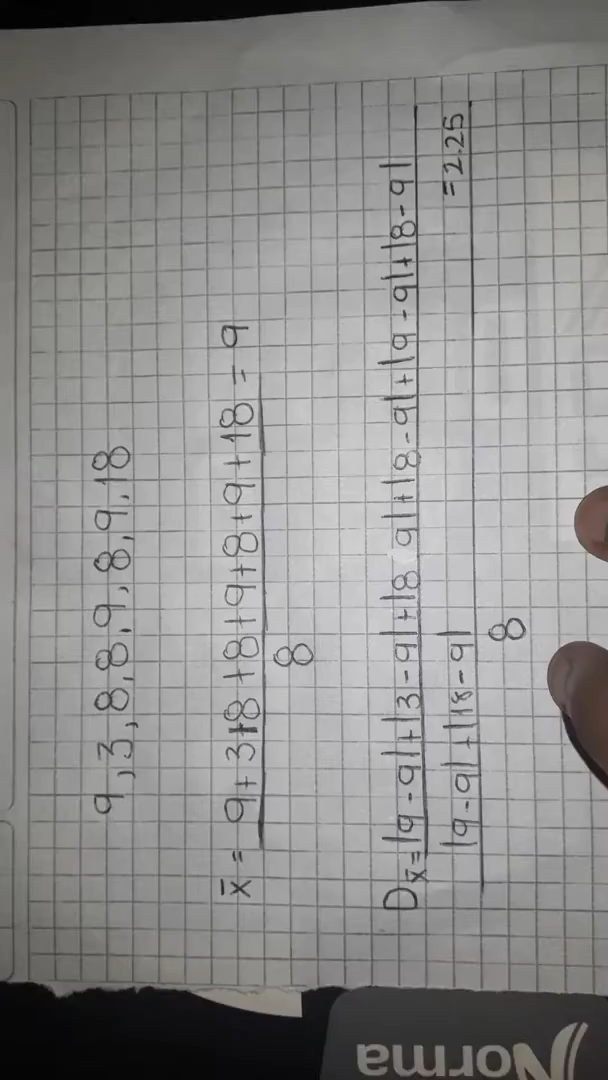 9,3,8,8,9,8,9,18
x̄ = 9+3+8+8+9+8+9+18 = 9
8
Dx̄=|9-9|+|3-9|+|8 9|+|8-9|+|9-9|+|8-9|
|9-9|+|18-9| =2.25
8
Norma